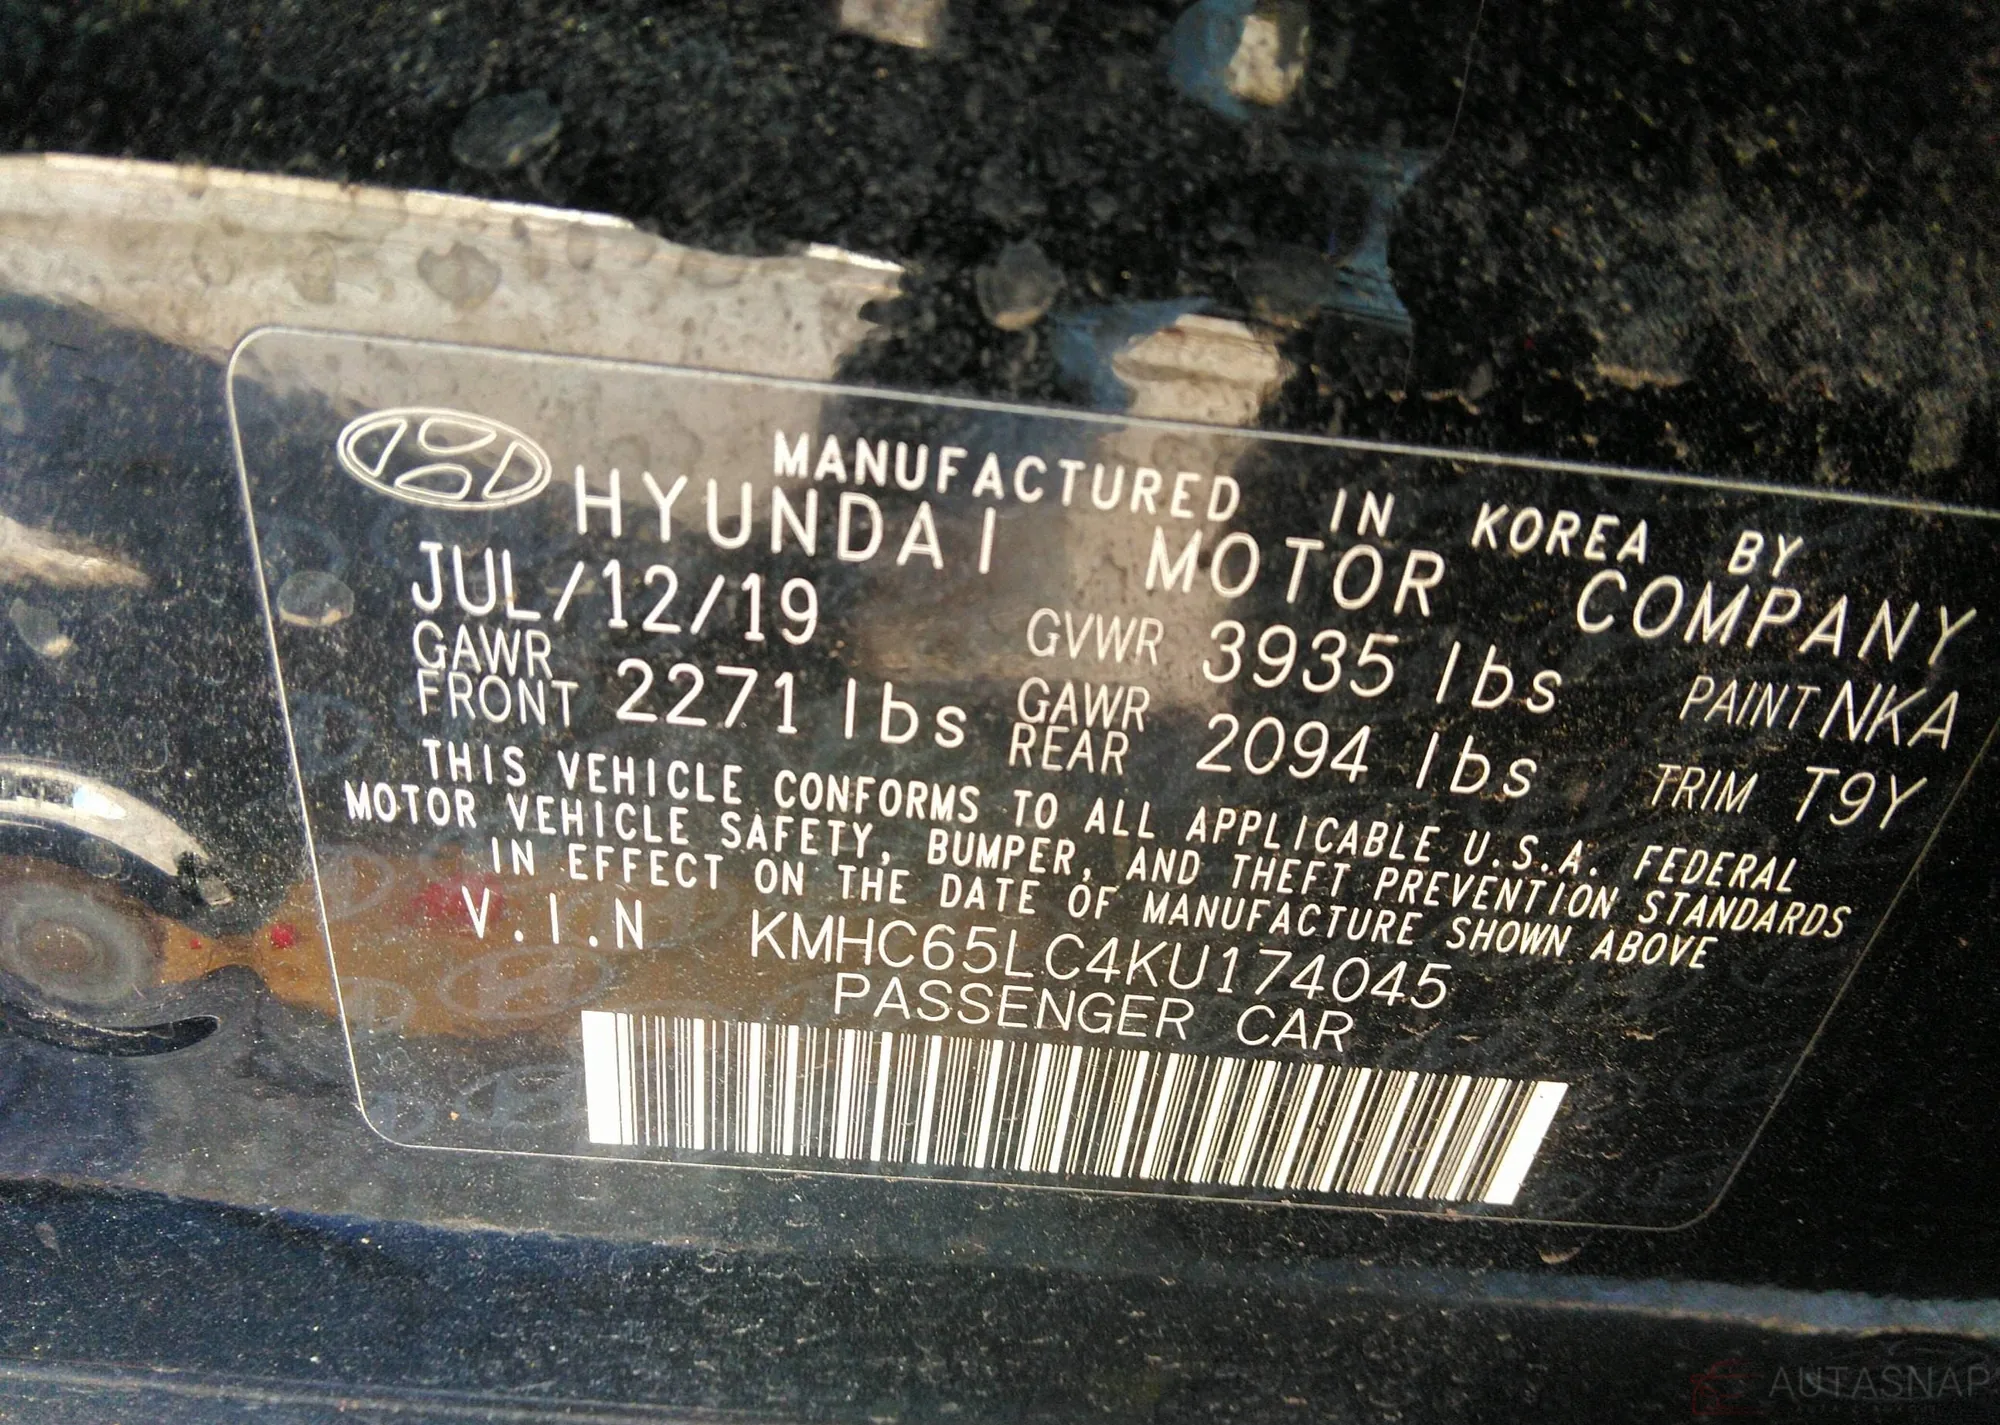 MANUFACTURED IN KOREA BY
HYUNDAI MOTOR COMPANY
JUL/12/19 GVWR 3935 lbs PAINT NKA
GAWR FRONT 2271 lbs GAWR REAR 2094 lbs TRIM T9Y
THIS VEHICLE CONFORMS TO ALL APPLICABLE U.S.A. FEDERAL
MOTOR VEHICLE SAFETY, BUMPER, AND THEFT PREVENTION STANDARDS
IN EFFECT ON THE DATE OF MANUFACTURE SHOWN ABOVE
V.I.N KMHC65LC4KU174045
PASSENGER CAR
AUTASNAP